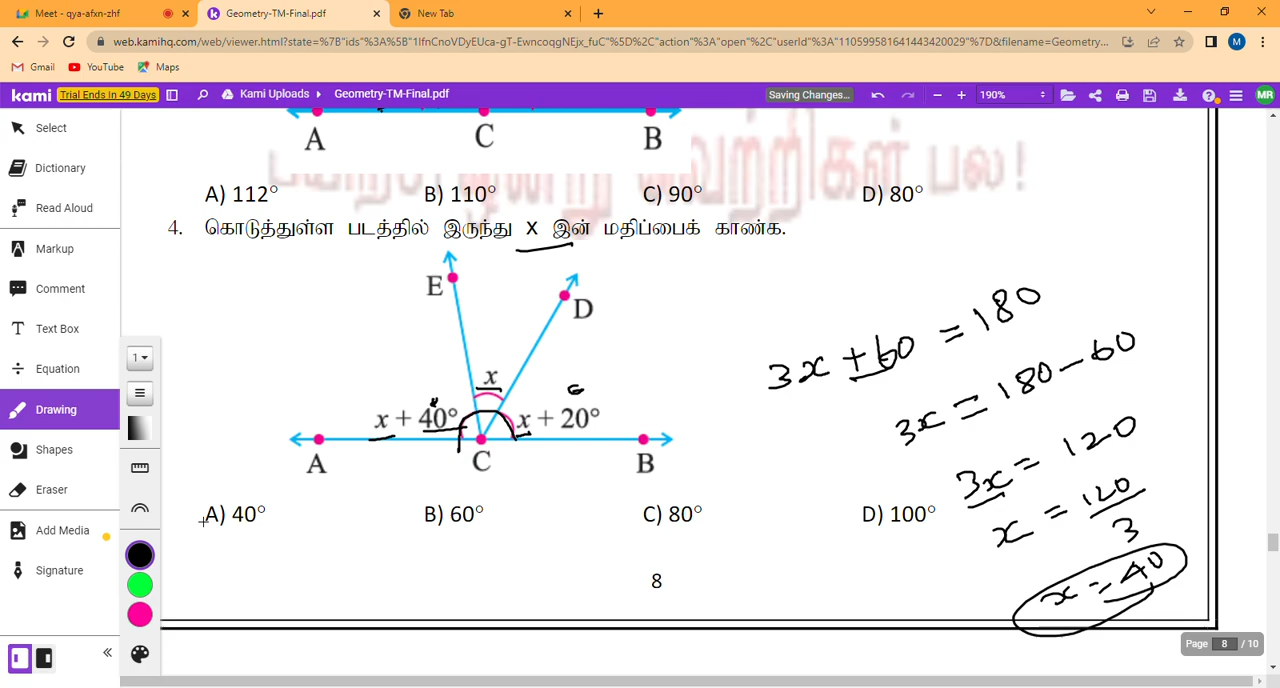 Meet - qya-afxn-zhf
Geometry-TM-Final.pdf
New Tab
web.kamihq.com/web/viewer.html?state=%7B"ids"%3A%5B"1IfnCnoVDyEUca-gT-EwncoqgNEjx_fuC"%5D%2C"action"%3A"open"%2C"userId"%3A"110599581641443420029"%7D&filename=Geometry...
M
Gmail
YouTube
Maps
kami
Trial Ends In 49 Days
Kami Uploads
Geometry-TM-Final.pdf
Saving Changes...
190%
MR
Select
Dictionary
Read Aloud
Markup
Comment
Text Box
Equation
Drawing
Shapes
Eraser
Add Media
Signature
1
A C B
வெற்றிகள் பல!
A) 112° B) 110° C) 90° D) 80°
4. கொடுத்துள்ள படத்தில் இருந்து x இன் மதிப்பைக் காண்க.
E
D
x
x + 40° x + 20°
A C B
3x + 60 = 180
3x = 180 - 60
3x = 120
x = 120
3
x = 40
A) 40° B) 60° C) 80° D) 100°
8
Page 8 / 10